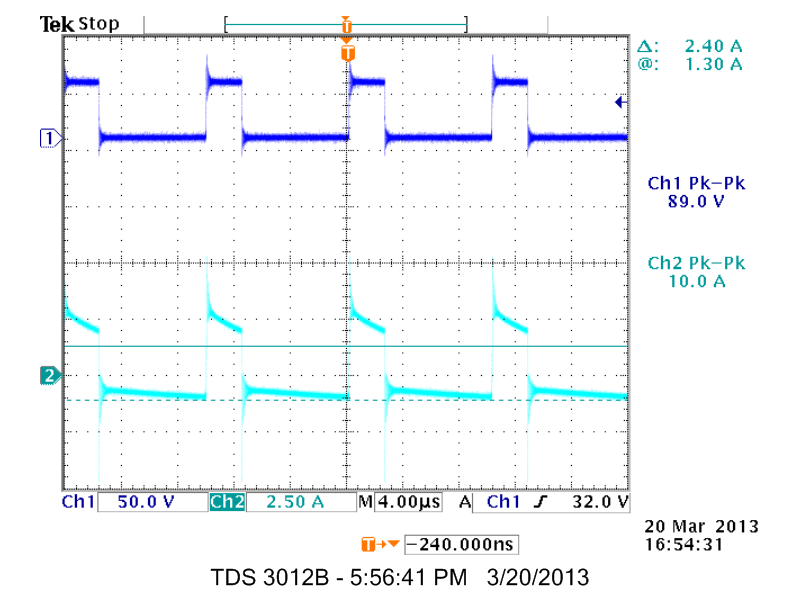 Tek Stop
T
T
Δ: 2.40 A
@: 1.30 A
1
Ch1 Pk-Pk
89.0 V
Ch2 Pk-Pk
10.0 A
2
Ch1 50.0 V Ch2 2.50 A M 4.00µs A Ch1 ƒ 32.0 V
T→▼ -240.000ns
20 Mar 2013
16:54:31
TDS 3012B - 5:56:41 PM 3/20/2013